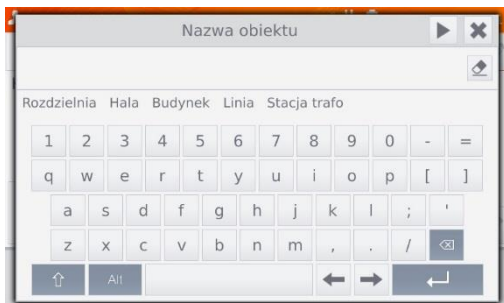 Nazwa obiektu
Rozdzielnia Hala Budynek Linia Stacja trafo
1 2 3 4 5 6 7 8 9 0 - =
q w e r t y u i o p [ ]
a s d f g h j k l ; '
z x c v b n m , . /
Alt